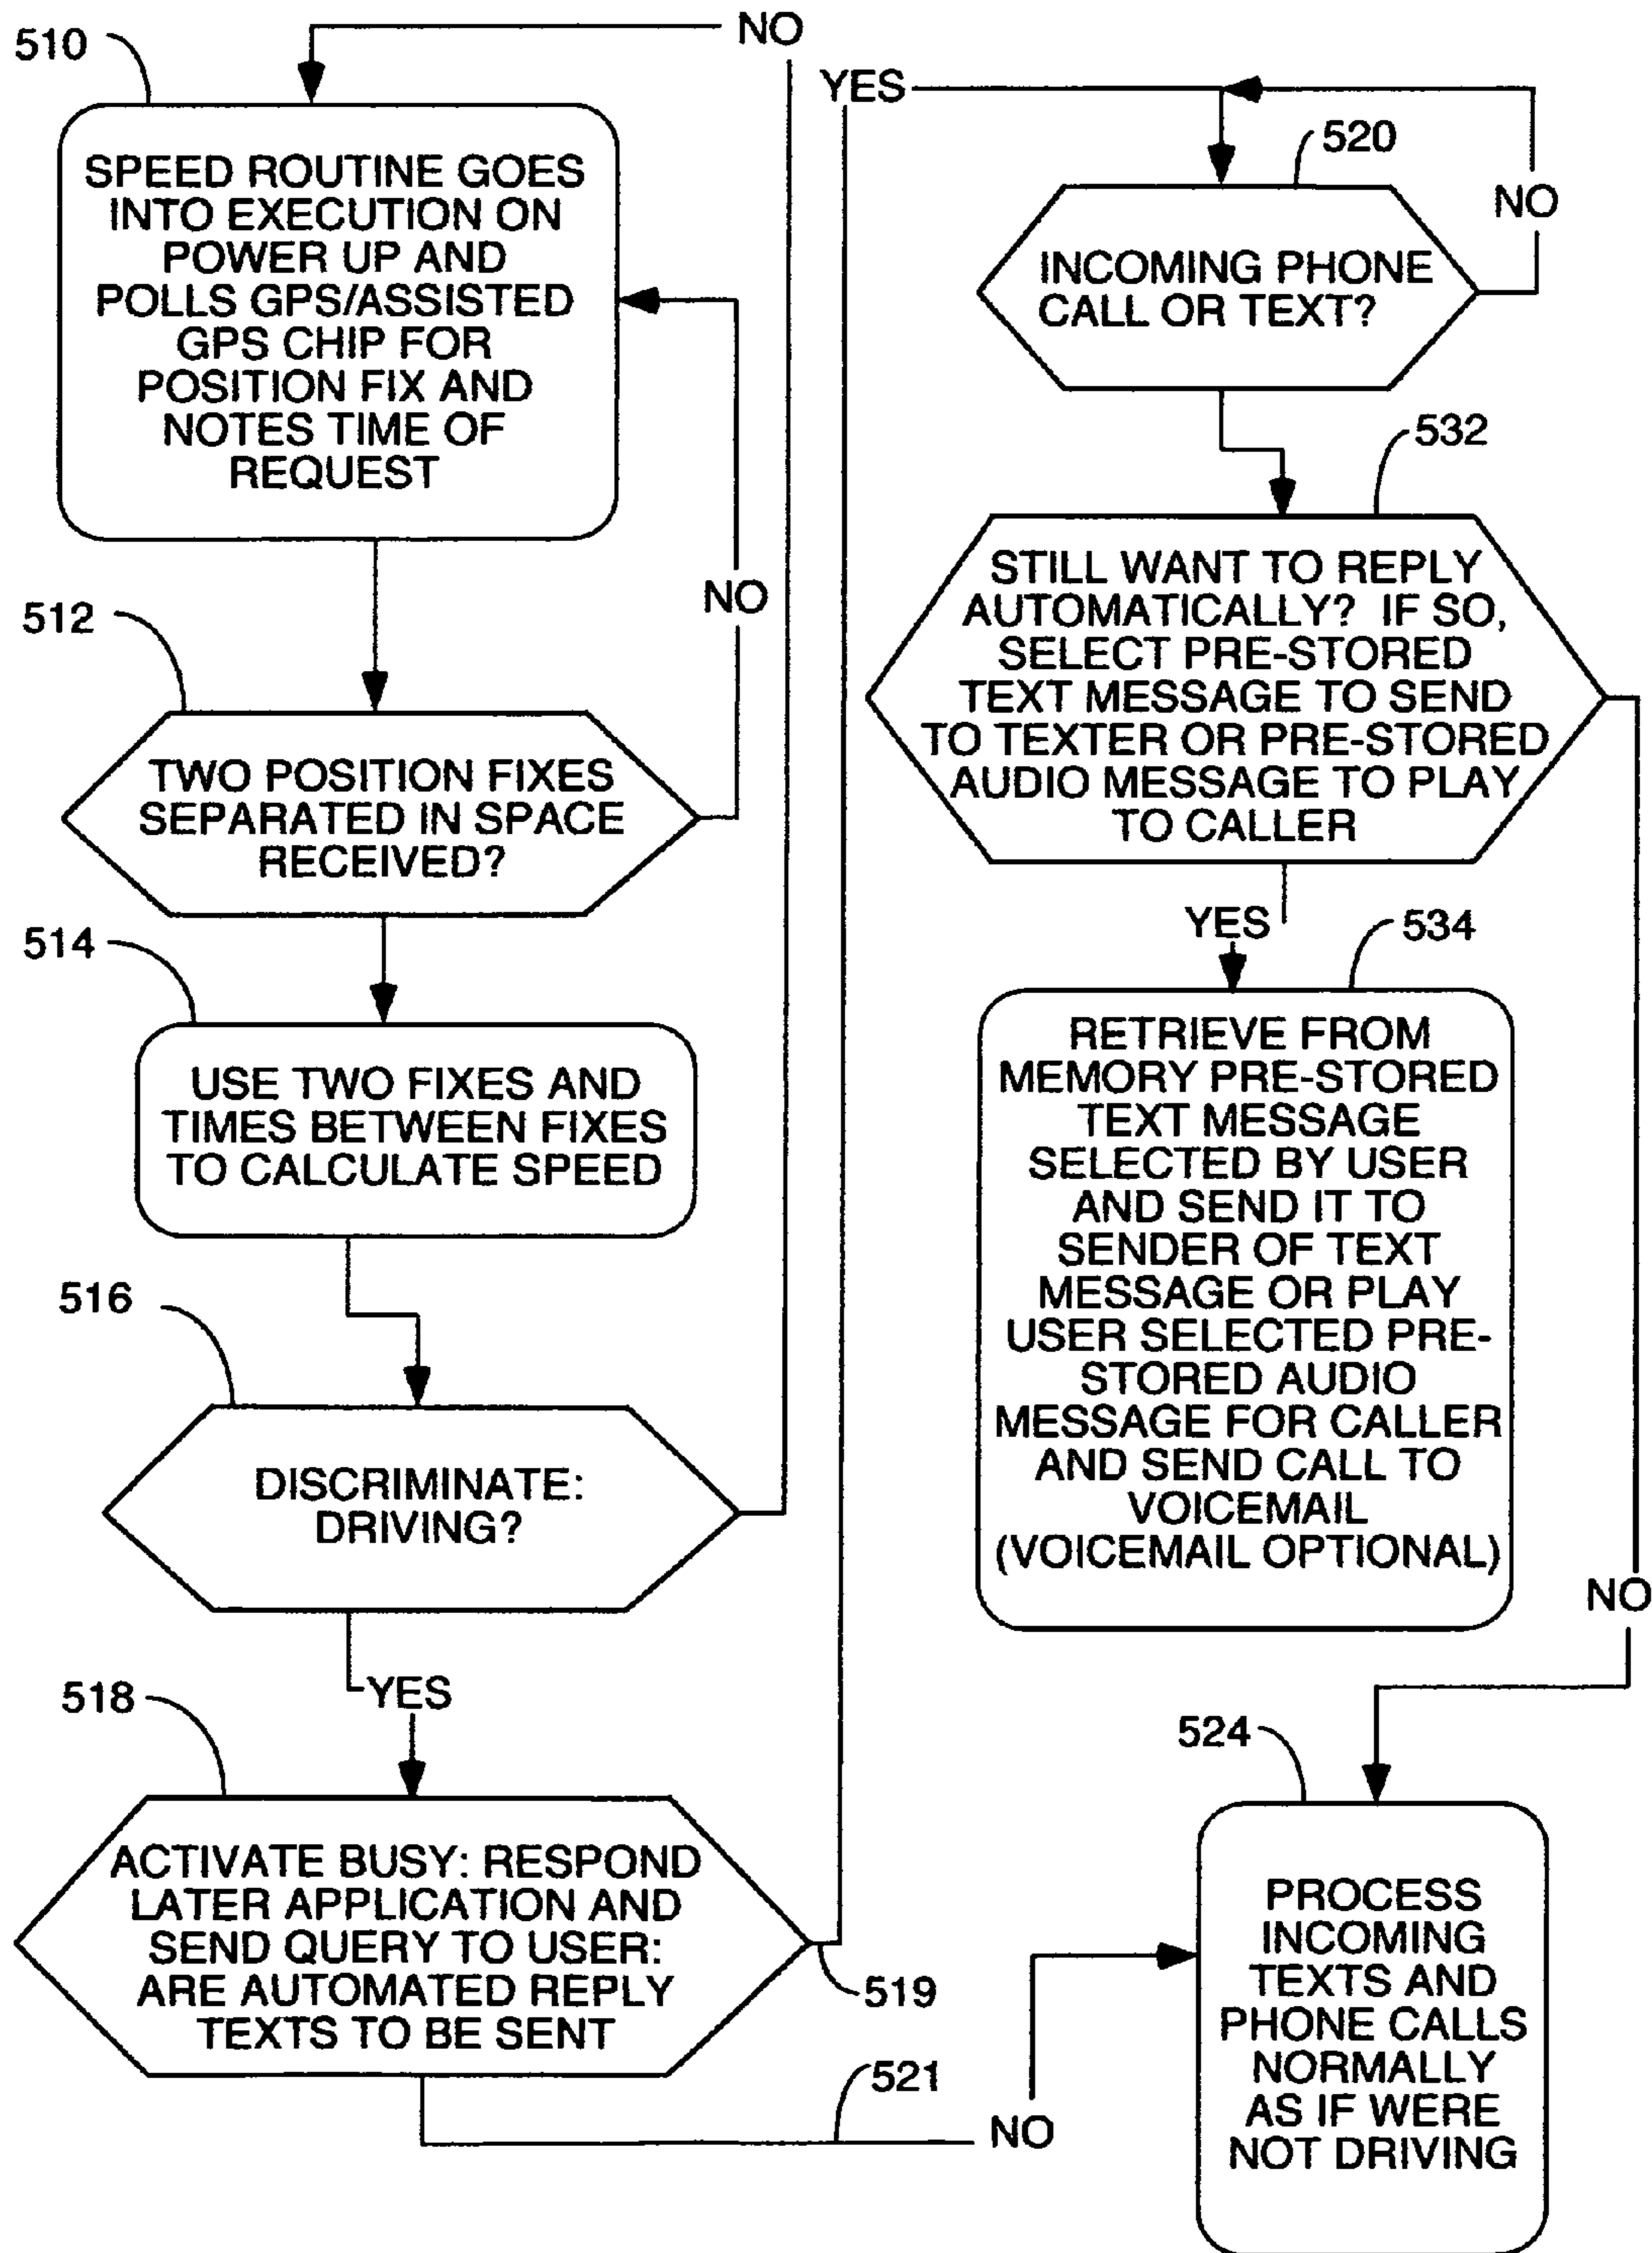 510
NO
SPEED ROUTINE GOES
INTO EXECUTION ON
POWER UP AND
POLLS GPS/ASSISTED
GPS CHIP FOR
POSITION FIX AND
NOTES TIME OF
REQUEST
NO
512
TWO POSITION FIXES
SEPARATED IN SPACE
RECEIVED?
514
USE TWO FIXES AND
TIMES BETWEEN FIXES
TO CALCULATE SPEED
516
DISCRIMINATE:
DRIVING?
YES
518
ACTIVATE BUSY: RESPOND
LATER APPLICATION AND
SEND QUERY TO USER:
ARE AUTOMATED REPLY
TEXTS TO BE SENT
519
521
NO
YES
520
NO
INCOMING PHONE
CALL OR TEXT?
532
STILL WANT TO REPLY
AUTOMATICALLY? IF SO,
SELECT PRE-STORED
TEXT MESSAGE TO SEND
TO TEXTER OR PRE-STORED
AUDIO MESSAGE TO PLAY
TO CALLER
YES
534
RETRIEVE FROM
MEMORY PRE-STORED
TEXT MESSAGE
SELECTED BY USER
AND SEND IT TO
SENDER OF TEXT
MESSAGE OR PLAY
USER SELECTED PRE-
STORED AUDIO
MESSAGE FOR CALLER
AND SEND CALL TO
VOICEMAIL
(VOICEMAIL OPTIONAL)
NO
524
PROCESS
INCOMING
TEXTS AND
PHONE CALLS
NORMALLY
AS IF WERE
NOT DRIVING